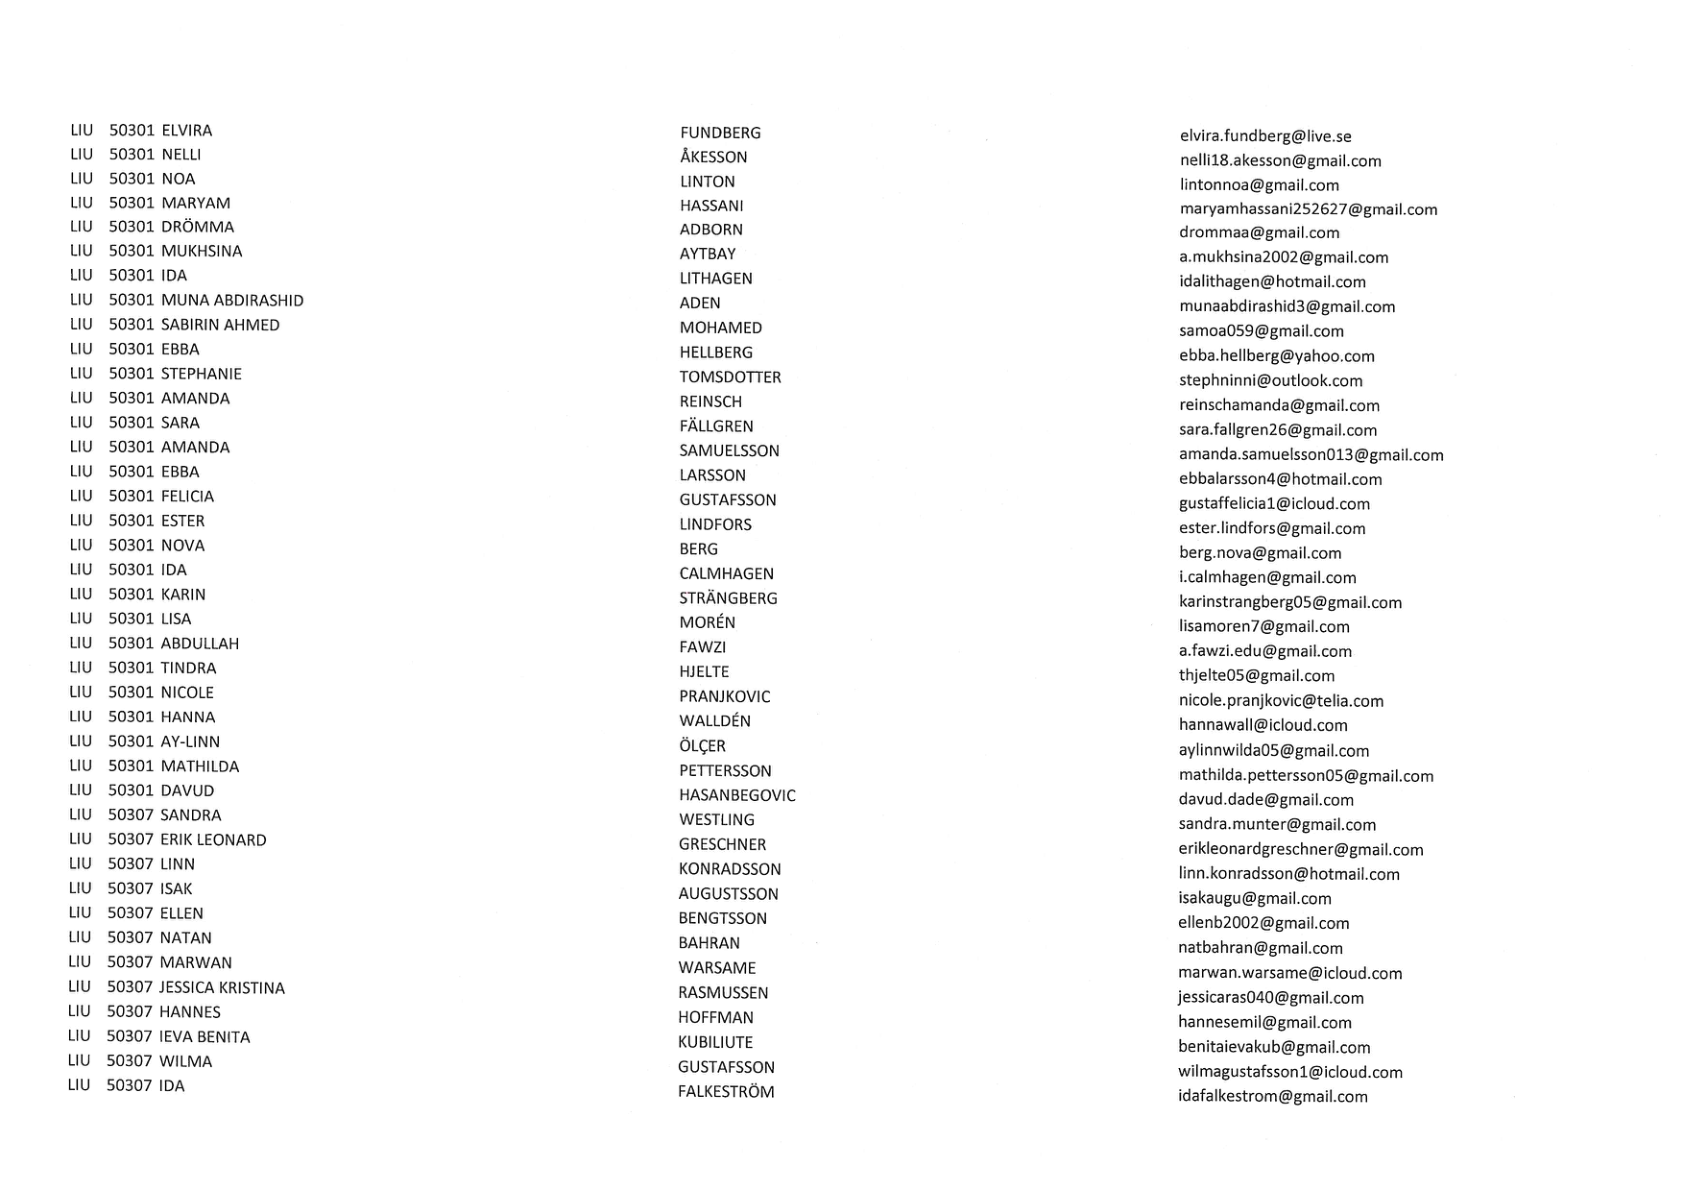 LIU 50301 ELVIRA FUNDBERG elvira.fundberg@live.se
LIU 50301 NELLI ÅKESSON nelli18.akesson@gmail.com
LIU 50301 NOA LINTON lintonnoa@gmail.com
LIU 50301 MARYAM HASSANI maryamhassani252627@gmail.com
LIU 50301 DRÖMMA ADBORN drommaa@gmail.com
LIU 50301 MUKHSINA AYTBAY a.mukhsina2002@gmail.com
LIU 50301 IDA LITHAGEN idalithagen@hotmail.com
LIU 50301 MUNA ABDIRASHID ADEN munaabdirashid3@gmail.com
LIU 50301 SABIRIN AHMED MOHAMED samoa059@gmail.com
LIU 50301 EBBA HELLBERG ebba.hellberg@yahoo.com
LIU 50301 STEPHANIE TOMSDOTTER stephninni@outlook.com
LIU 50301 AMANDA REINSCH reinschamanda@gmail.com
LIU 50301 SARA FÄLLGREN sara.fallgren26@gmail.com
LIU 50301 AMANDA SAMUELSSON amanda.samuelsson013@gmail.com
LIU 50301 EBBA LARSSON ebbalarsson4@hotmail.com
LIU 50301 FELICIA GUSTAFSSON gustaffelicia1@icloud.com
LIU 50301 ESTER LINDFORS ester.lindfors@gmail.com
LIU 50301 NOVA BERG berg.nova@gmail.com
LIU 50301 IDA CALMHAGEN i.calmhagen@gmail.com
LIU 50301 KARIN STRÄNGBERG karinstrangberg05@gmail.com
LIU 50301 LISA MORÉN lisamoren7@gmail.com
LIU 50301 ABDULLAH FAWZI a.fawzi.edu@gmail.com
LIU 50301 TINDRA HJELTE thjelte05@gmail.com
LIU 50301 NICOLE PRANJKOVIC nicole.pranjkovic@telia.com
LIU 50301 HANNA WALLDÉN hannawall@icloud.com
LIU 50301 AY-LINN ÖLÇER aylinnwilda05@gmail.com
LIU 50301 MATHILDA PETTERSSON mathilda.pettersson05@gmail.com
LIU 50301 DAVUD HASANBEGOVIC davud.dade@gmail.com
LIU 50307 SANDRA WESTLING sandra.munter@gmail.com
LIU 50307 ERIK LEONARD GRESCHNER erikleonardgreschner@gmail.com
LIU 50307 LINN KONRADSSON linn.konradsson@hotmail.com
LIU 50307 ISAK AUGUSTSSON isakaugu@gmail.com
LIU 50307 ELLEN BENGTSSON ellenb2002@gmail.com
LIU 50307 NATAN BAHRAN natbahran@gmail.com
LIU 50307 MARWAN WARSAME marwan.warsame@icloud.com
LIU 50307 JESSICA KRISTINA RASMUSSEN jessicaras040@gmail.com
LIU 50307 HANNES HOFFMAN hannesemil@gmail.com
LIU 50307 IEVA BENITA KUBILIUTE benitaievakub@gmail.com
LIU 50307 WILMA GUSTAFSSON wilmagustafsson1@icloud.com
LIU 50307 IDA FALKESTRÖM idafalkestrom@gmail.com